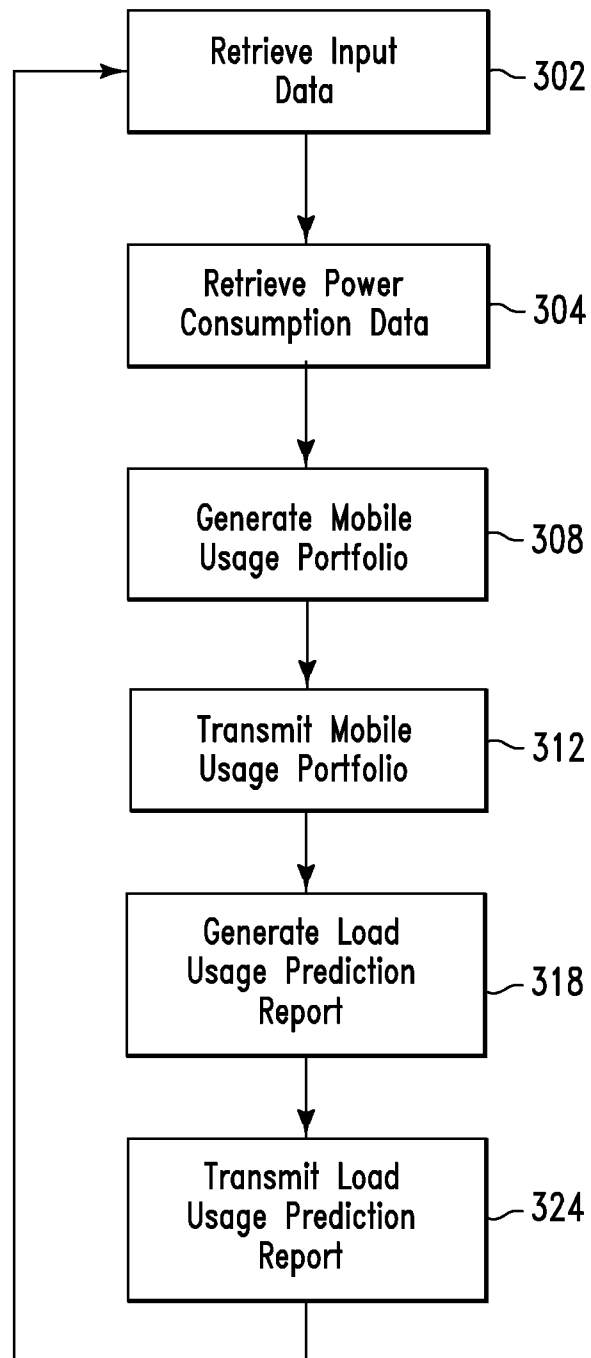 Retrieve Input
Data
302
Retrieve Power
Consumption Data
304
Generate Mobile
Usage Portfolio
308
Transmit Mobile
Usage Portfolio
312
Generate Load
Usage Prediction
Report
318
Transmit Load
Usage Prediction
Report
324